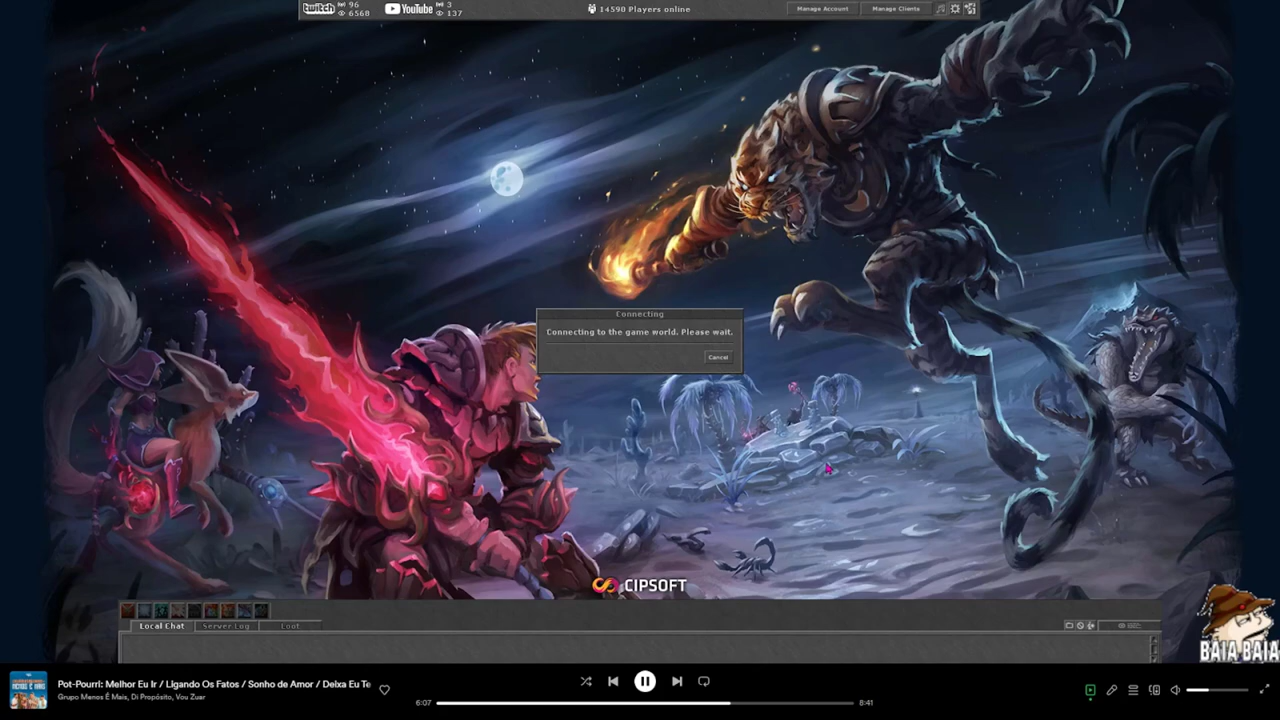 twitch 96 6568 YouTube 3 137 14590 Players online Manage Account Manage Clients
Connecting
Connecting to the game world. Please wait.
Cancel
CIPSOFT
Local Chat Server Log Loot
BAIA BAIA
Pot-Pourri: Melhor Eu Ir / Ligando Os Fatos / Sonho de Amor / Deixa Eu Te
Grupo Menos É Mais, Di Propósito, Vou Zuar
6:07 8:41